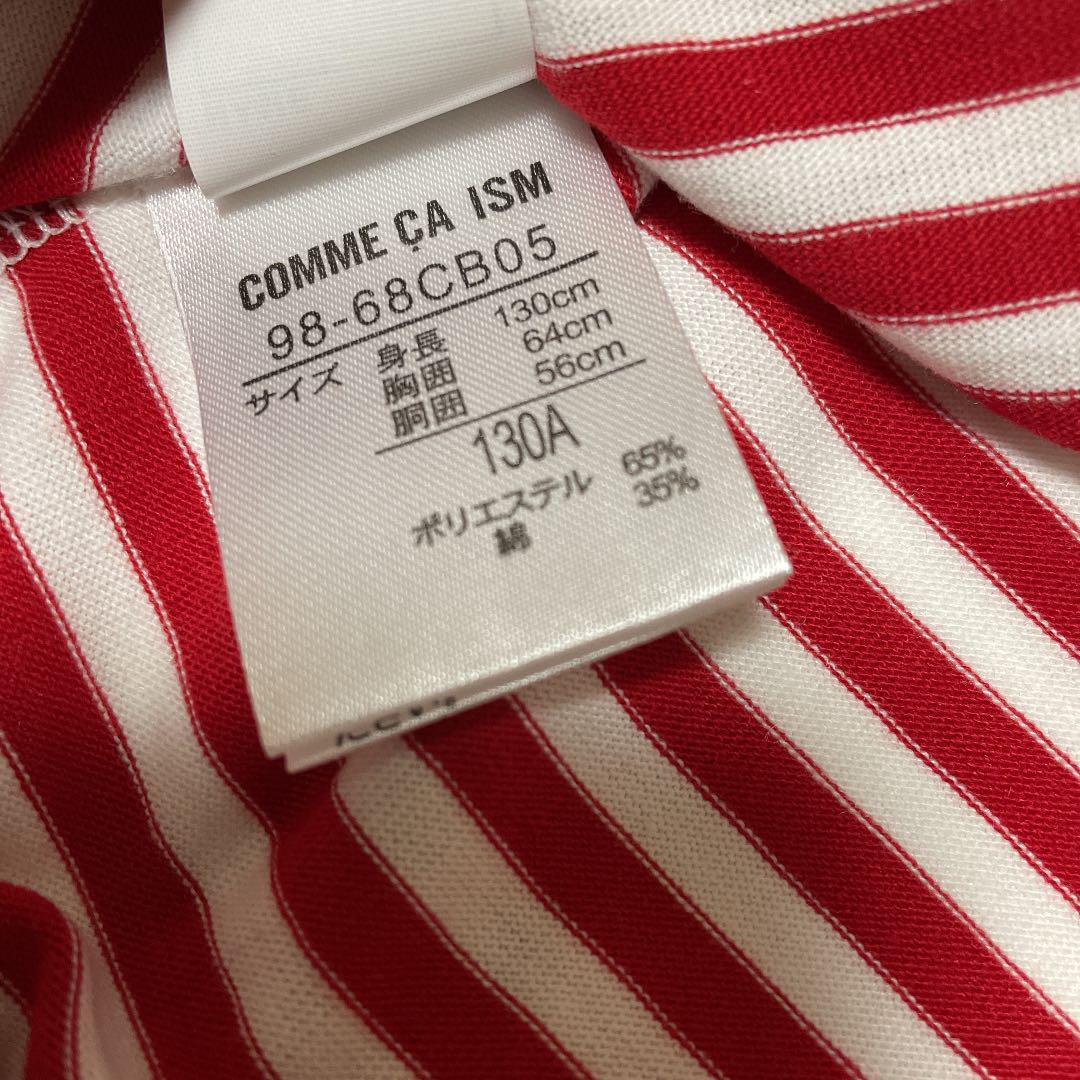 COMME ÇA ISM
98-68CB05
サイズ 身長 130cm
胸囲 64cm
胴囲 56cm
130A
ポリエステル 65%
綿 35%